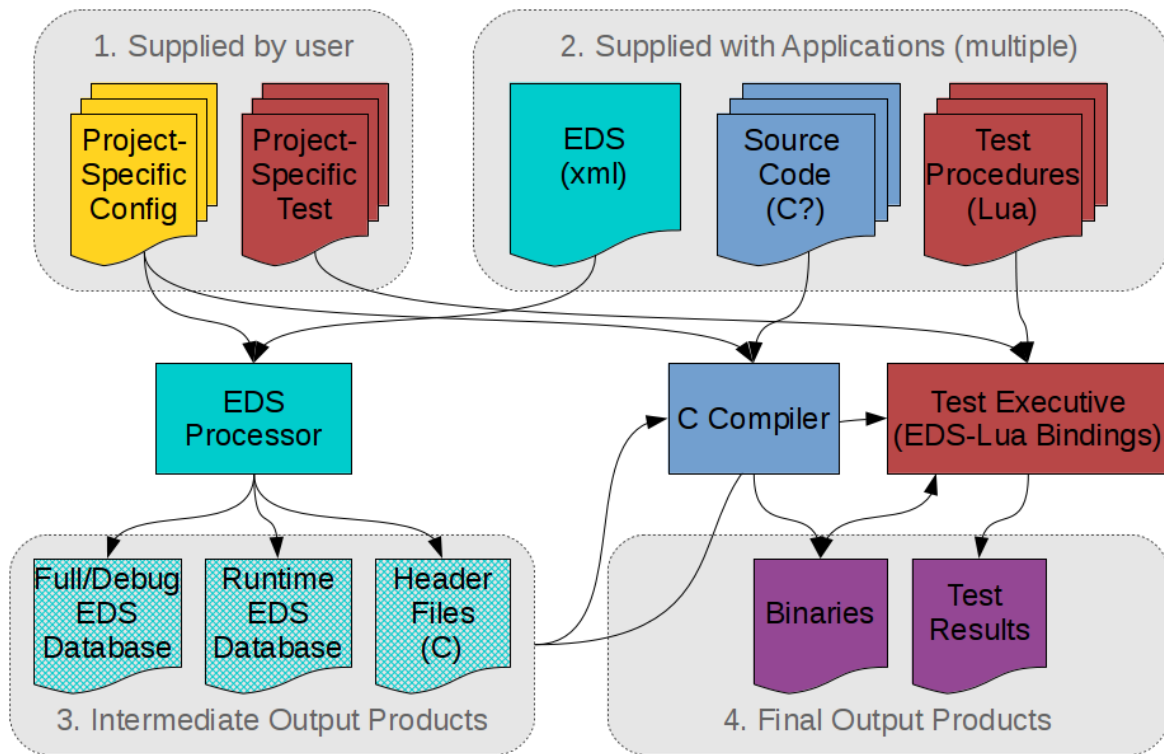 1. Supplied by user
2. Supplied with Applications (multiple)
Project-
Specific
Config
Project-
Specific
Test
EDS
(xml)
Source
Code
(C?)
Test
Procedures
(Lua)
EDS
Processor
C Compiler
Test Executive
(EDS-Lua Bindings)
Full/Debug
EDS
Database
Runtime
EDS
Database
Header
Files
(C)
Binaries
Test
Results
3. Intermediate Output Products
4. Final Output Products